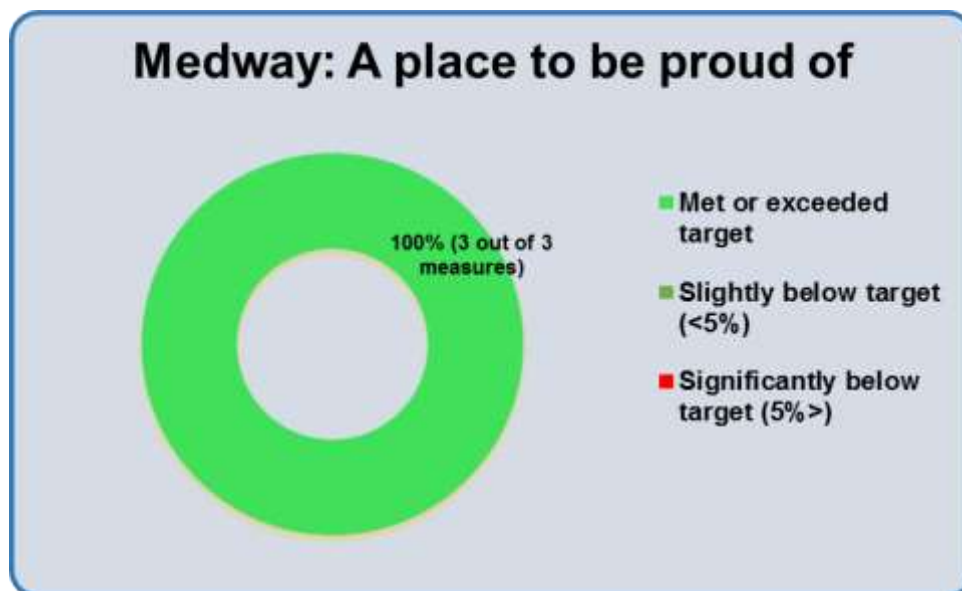 Medway: A place to be proud of
100% (3 out of 3
measures)
Met or exceeded
target
Slightly below target
(<5%)
Significantly below
target (5%>)